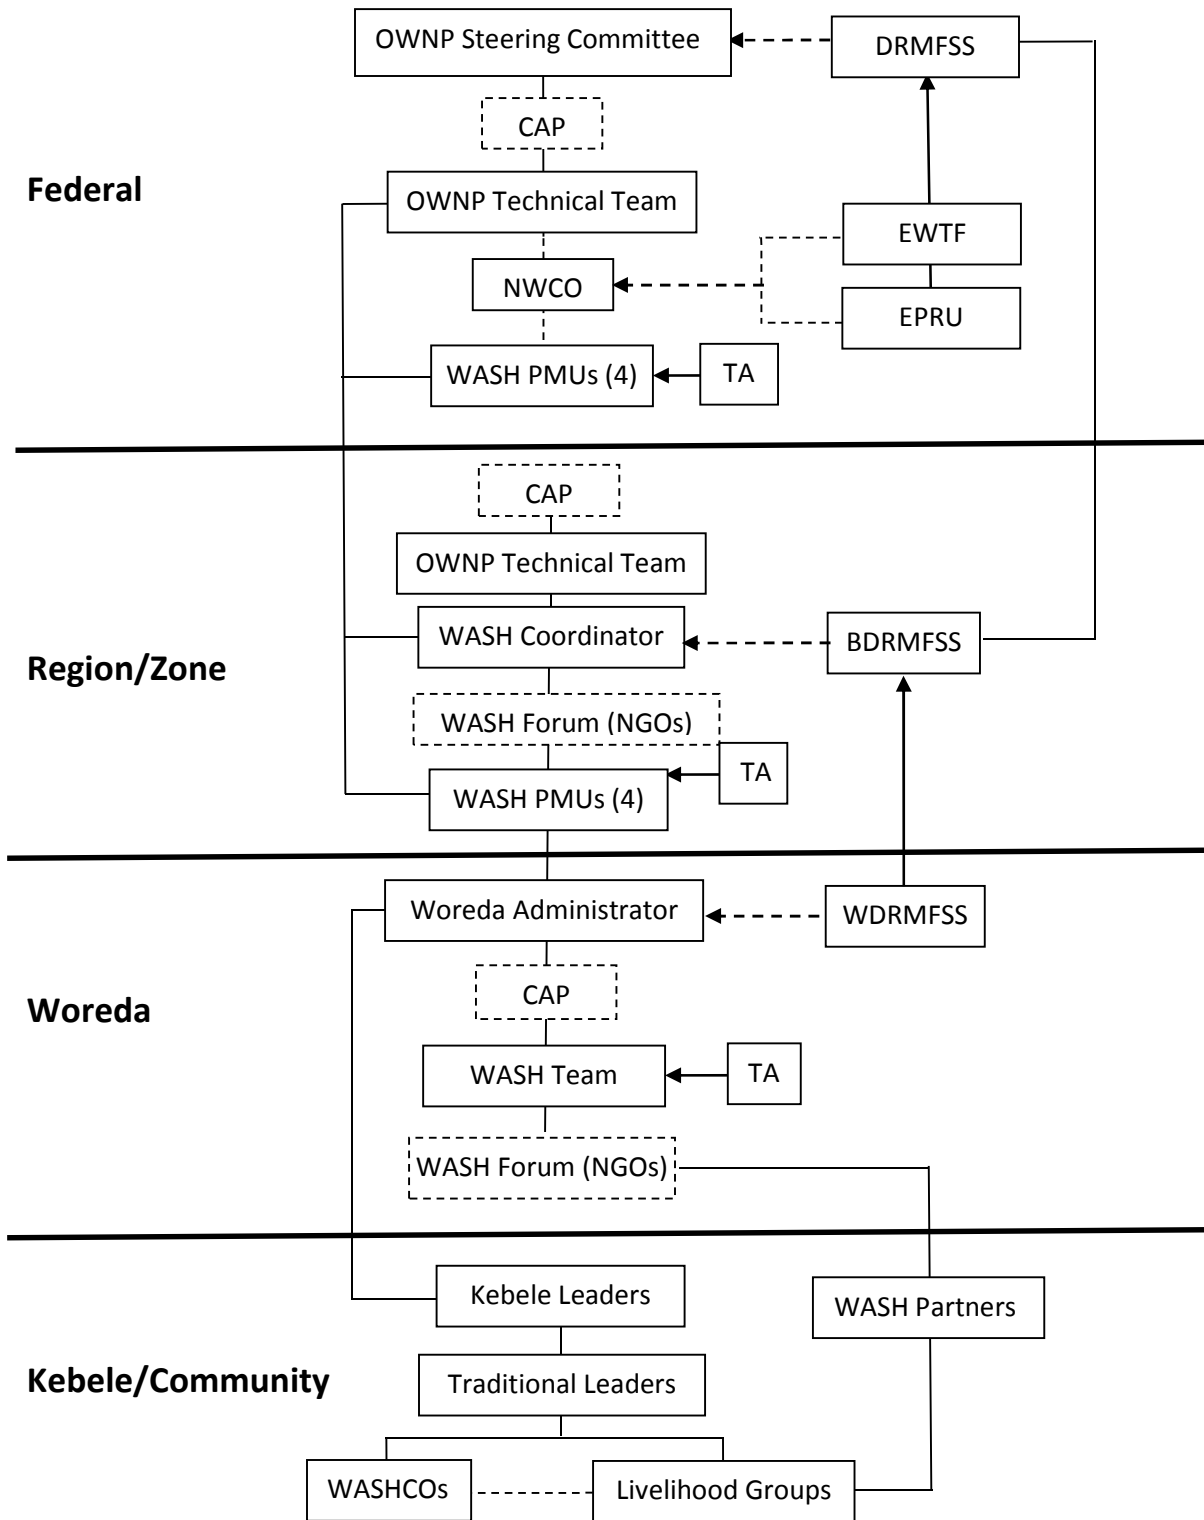 OWNP Steering Committee
DRMFSS
CAP
Federal
OWNP Technical Team
EWTF
NWCO
EPRU
WASH PMUs (4)
TA
CAP
OWNP Technical Team
WASH Coordinator
BDRMFSS
Region/Zone
WASH Forum (NGOs)
TA
WASH PMUs (4)
Woreda Administrator
WDRMFSS
CAP
Woreda
WASH Team
TA
WASH Forum (NGOs)
Kebele Leaders
WASH Partners
Kebele/Community
Traditional Leaders
WASHCOs
Livelihood Groups